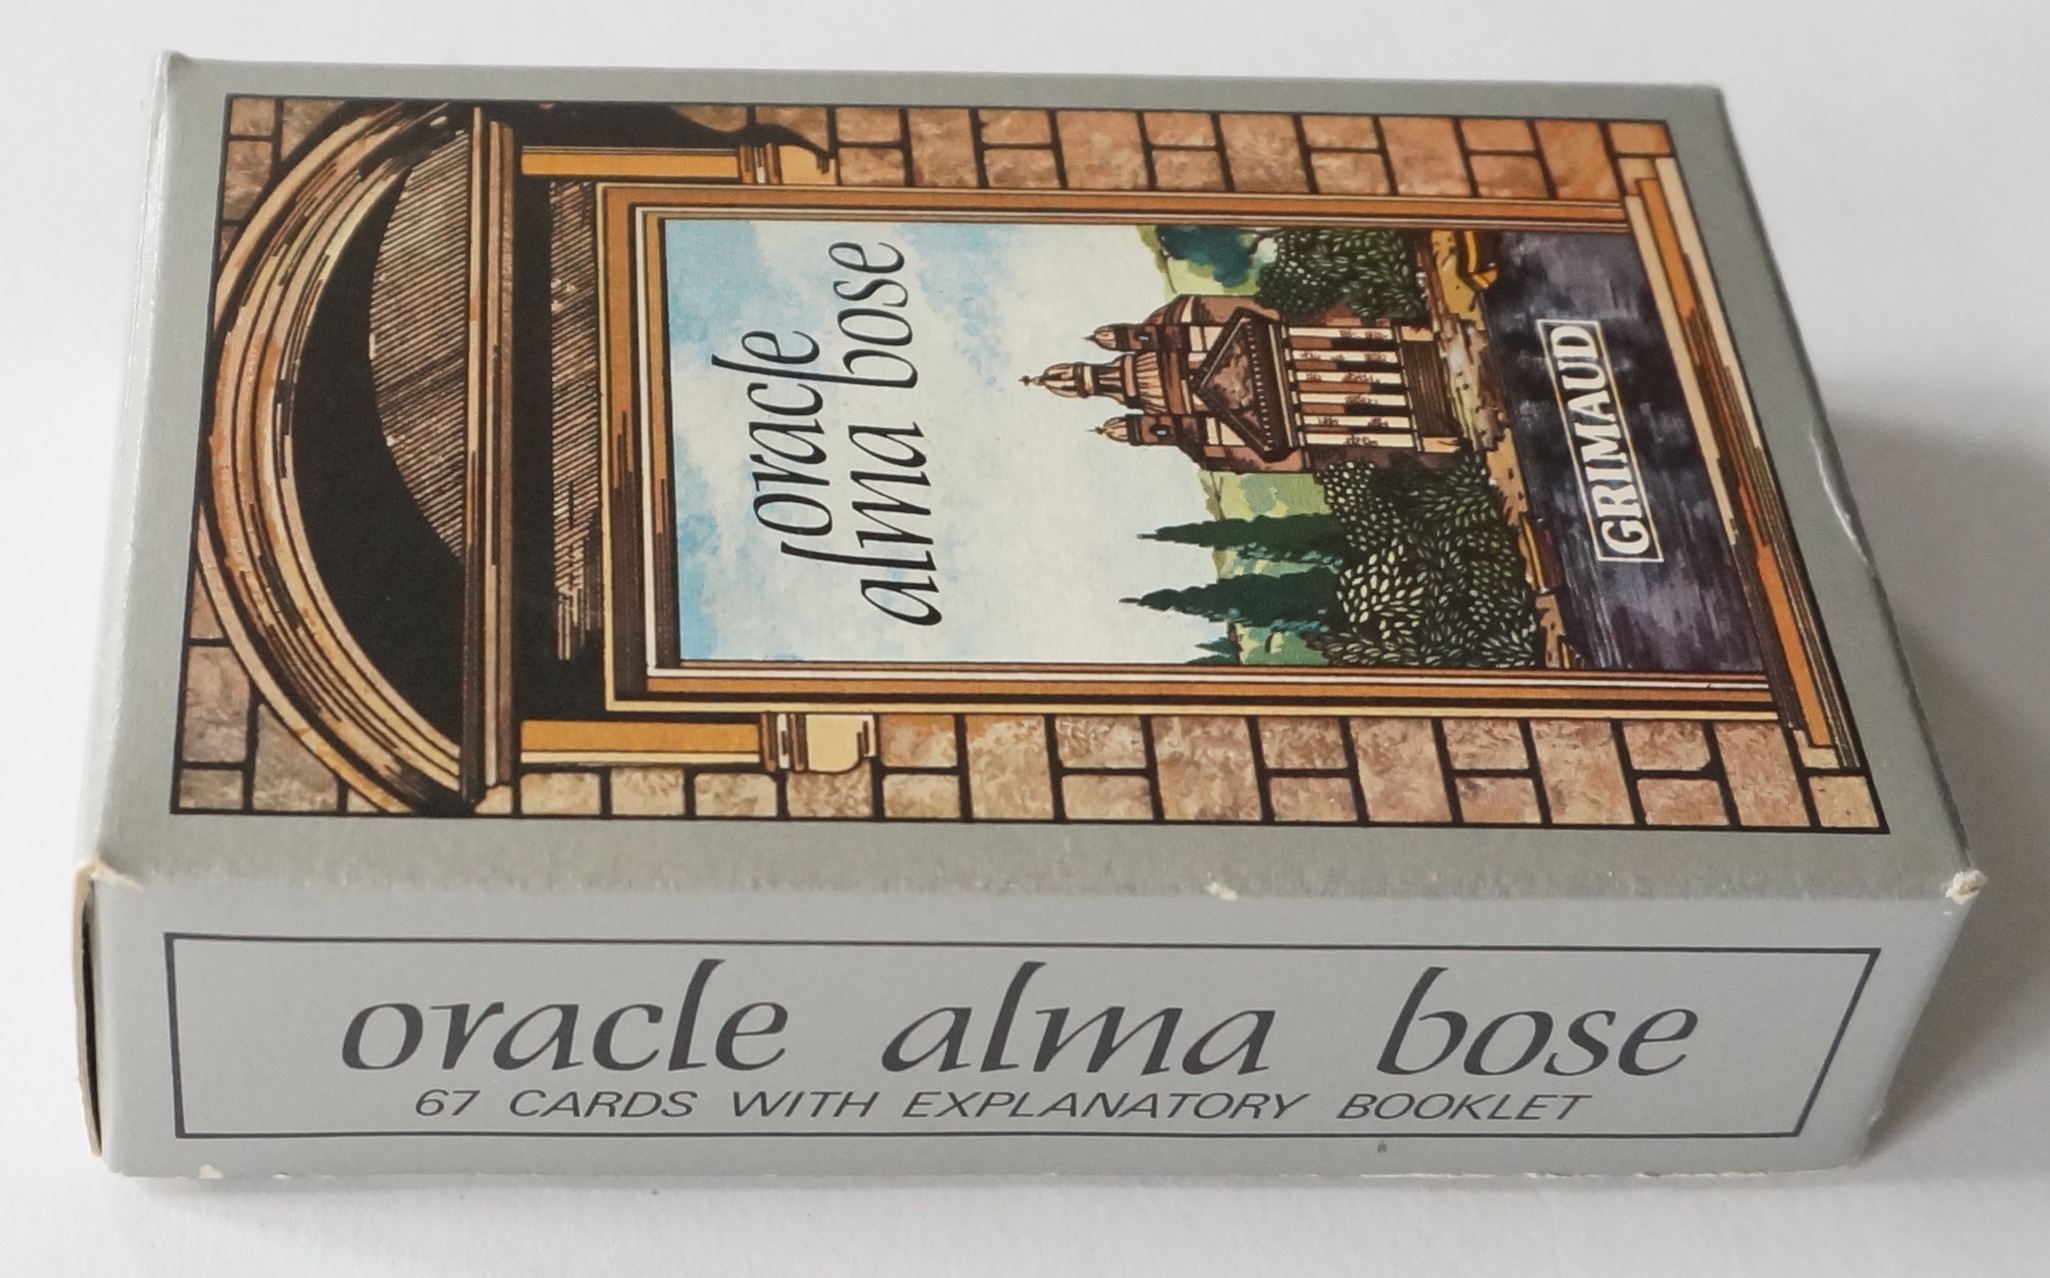 oracle
alma bose
GRIMAUD
oracle alma bose
67 CARDS WITH EXPLANATORY BOOKLET